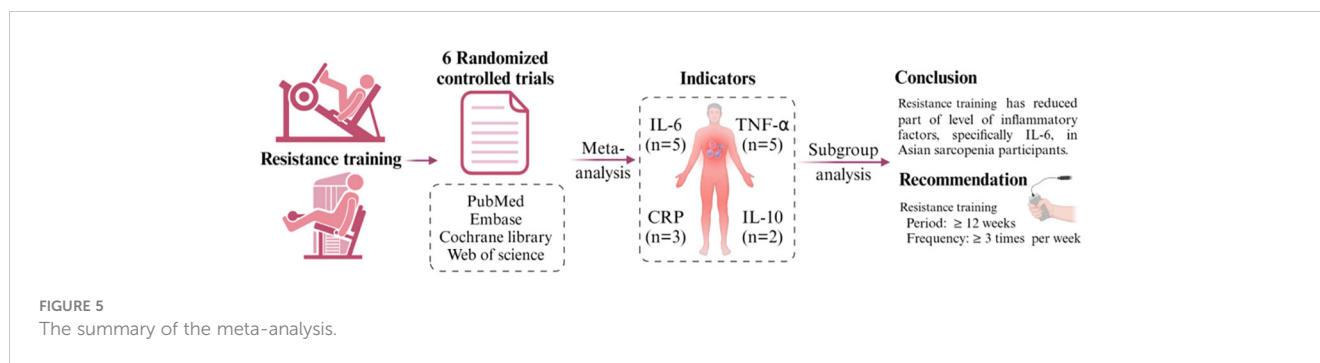 Resistance training
6 Randomized
controlled trials
PubMed
Embase
Cochrane library
Web of science
Meta-
analysis
Indicators
IL-6
(n=5)
TNF-α
(n=5)
CRP
(n=3)
IL-10
(n=2)
Subgroup
analysis
Conclusion
Resistance training has reduced
part of level of inflammatory
factors, specifically IL-6, in
Asian sarcopenia participants.
Recommendation
Resistance training
Period: ≥ 12 weeks
Frequency: ≥ 3 times per week
FIGURE 5
The summary of the meta-analysis.